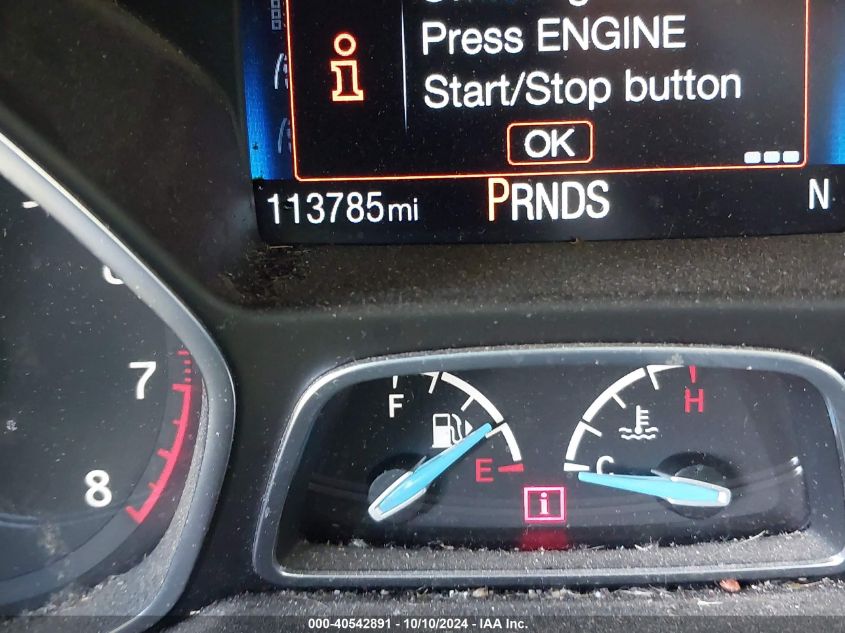 Press ENGINE
Start/Stop button
OK
113785mi PRNDS N
7
8
F
E
H
C
i
000-40542891 - 10/10/2024 - IAA Inc.